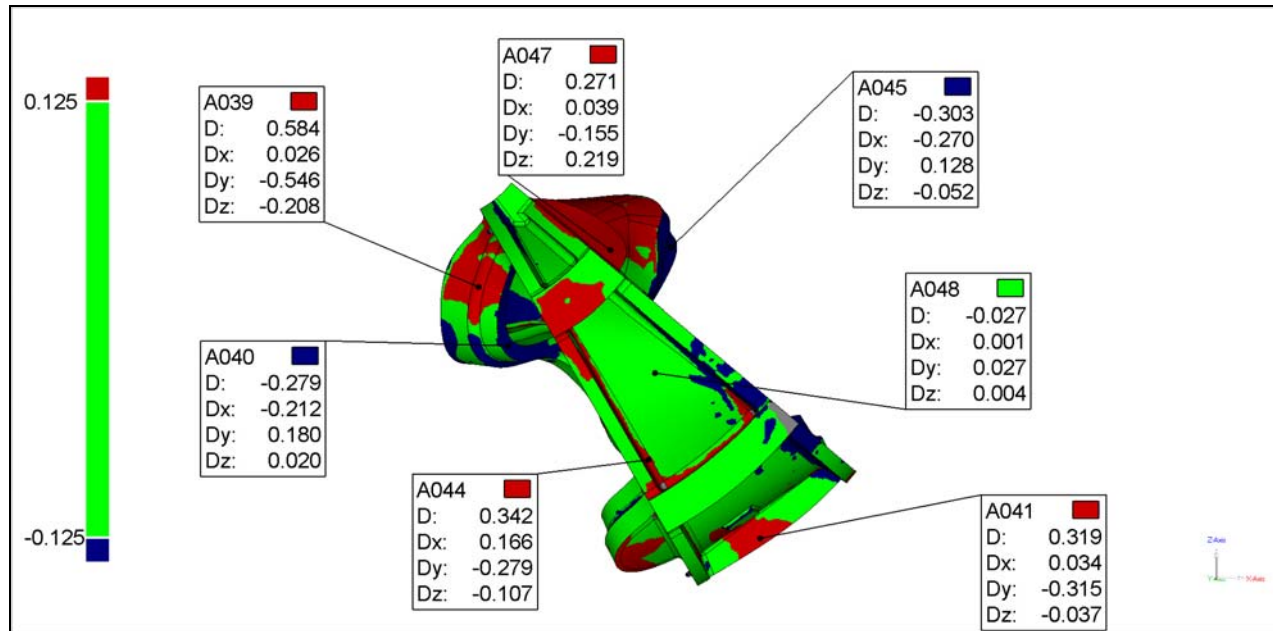 0.125
-0.125
A039
D: 0.584
Dx: 0.026
Dy: -0.546
Dz: -0.208
A047
D: 0.271
Dx: 0.039
Dy: -0.155
Dz: 0.219
A045
D: -0.303
Dx: -0.270
Dy: 0.128
Dz: -0.052
A048
D: -0.027
Dx: 0.001
Dy: 0.027
Dz: 0.004
A040
D: -0.279
Dx: -0.212
Dy: 0.180
Dz: 0.020
A044
D: 0.342
Dx: 0.166
Dy: -0.279
Dz: -0.107
A041
D: 0.319
Dx: 0.034
Dy: -0.315
Dz: -0.037
Z Axis
Y Axis X Axis